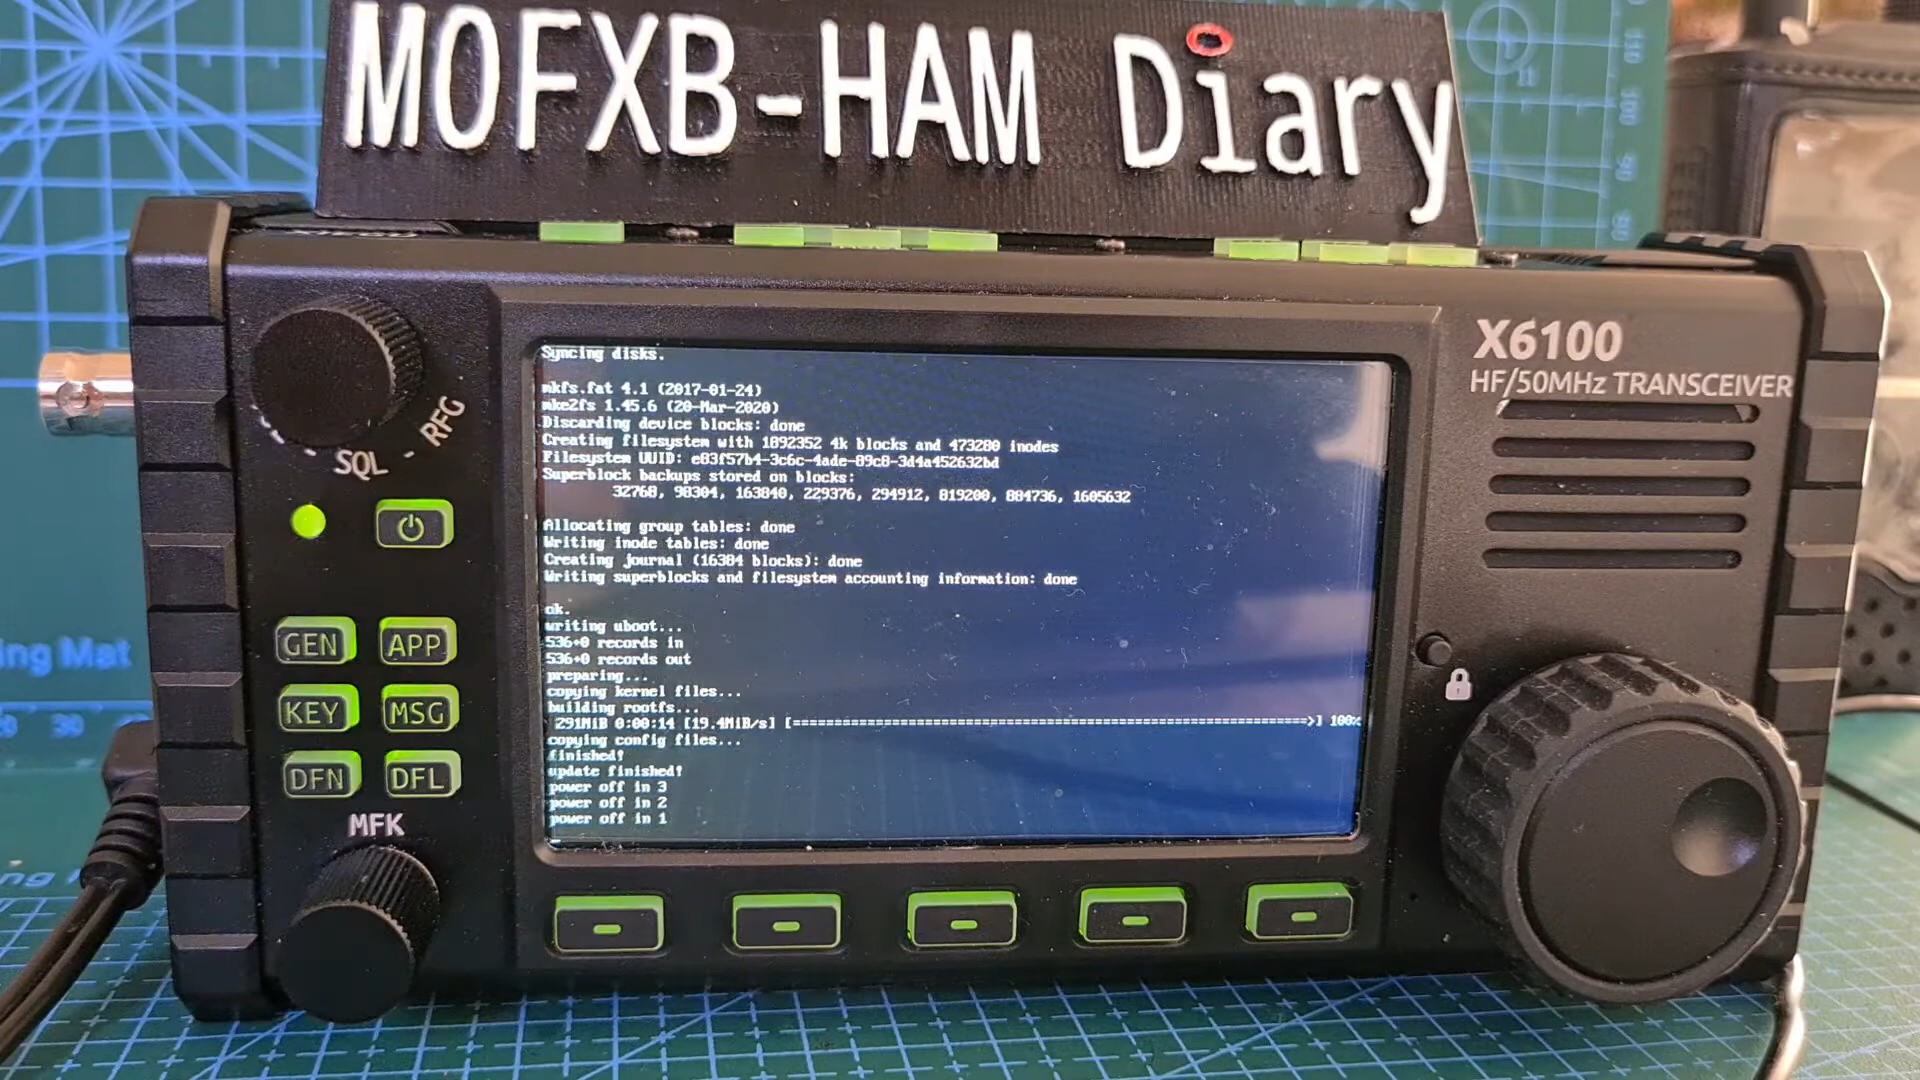 M0FXB-HAM Diary
X6100
HF/50MHz TRANSCEIVER
SQL - RFG
GEN APP
KEY MSG
DFN DFL
MFK
Syncing disks.
mkfs.fat 4.1 (2017-01-24)
mke2fs 1.45.6 (20-Mar-2020)
Discarding device blocks: done
Creating filesystem with 1892352 4k blocks and 473280 inodes
Filesystem UUID: e83f57b4-3c6c-4ade-89c8-3d4a452632bd
Superblock backups stored on blocks:
32768, 98304, 163840, 229376, 294912, 819200, 884736, 1605632
Allocating group tables: done
Writing inode tables: done
Creating journal (16384 blocks): done
Writing superblocks and filesystem accounting information: done
ok.
writing uboot...
536+0 records in
536+0 records out
preparing...
copying kernel files...
building rootfs...
291MiB 0:00:14 [19.4MiB/s] [================================================================>] 100%
copying config files...
finished!
update finished!
power off in 3
power off in 2
power off in 1
ing Mat
30